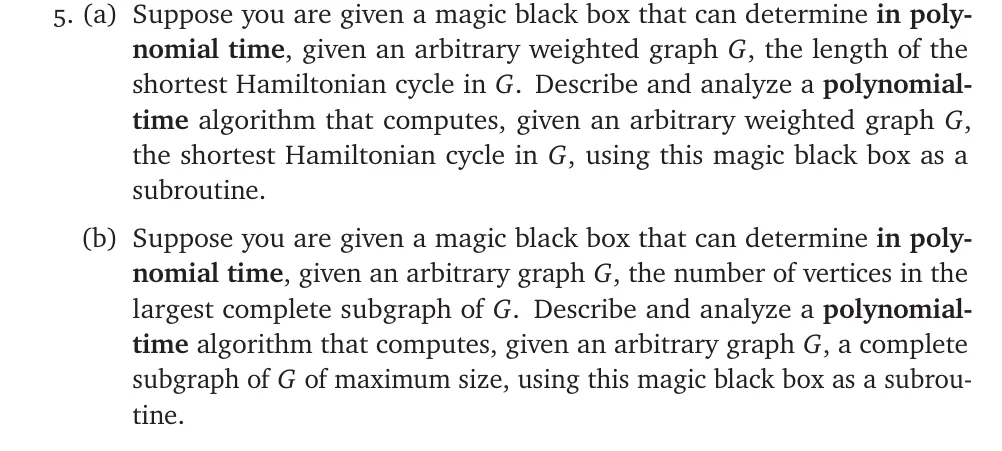 5. (a) Suppose you are given a magic black box that can determine in poly-
nomial time, given an arbitrary weighted graph G, the length of the
shortest Hamiltonian cycle in G. Describe and analyze a polynomial-
time algorithm that computes, given an arbitrary weighted graph G,
the shortest Hamiltonian cycle in G, using this magic black box as a
subroutine.
(b) Suppose you are given a magic black box that can determine in poly-
nomial time, given an arbitrary graph G, the number of vertices in the
largest complete subgraph of G. Describe and analyze a polynomial-
time algorithm that computes, given an arbitrary graph G, a complete
subgraph of G of maximum size, using this magic black box as a subrou-
tine.